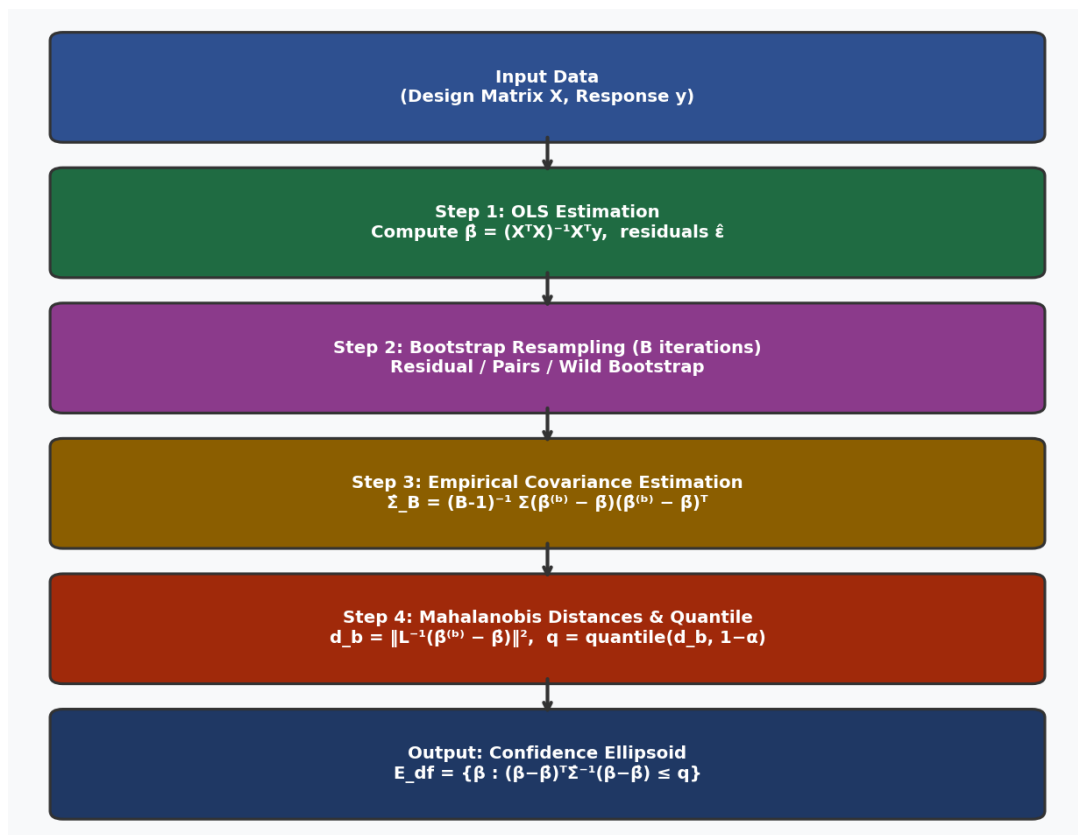 Input Data
(Design Matrix X, Response y)
Step 1: OLS Estimation
Compute β̂ = (XᵀX)⁻¹Xᵀy,  residuals ε̂
Step 2: Bootstrap Resampling (B iterations)
Residual / Pairs / Wild Bootstrap
Step 3: Empirical Covariance Estimation
Σ̂_B = (B-1)⁻¹ Σ(β̂⁽ᵇ⁾ − β̂)(β̂⁽ᵇ⁾ − β̂)ᵀ
Step 4: Mahalanobis Distances & Quantile
d_b = ‖L⁻¹(β̂⁽ᵇ⁾ − β̂)‖²,  q = quantile(d_b, 1−α)
Output: Confidence Ellipsoid
E_df = {β : (β−β̂)ᵀΣ̂⁻¹(β−β̂) ≤ q}